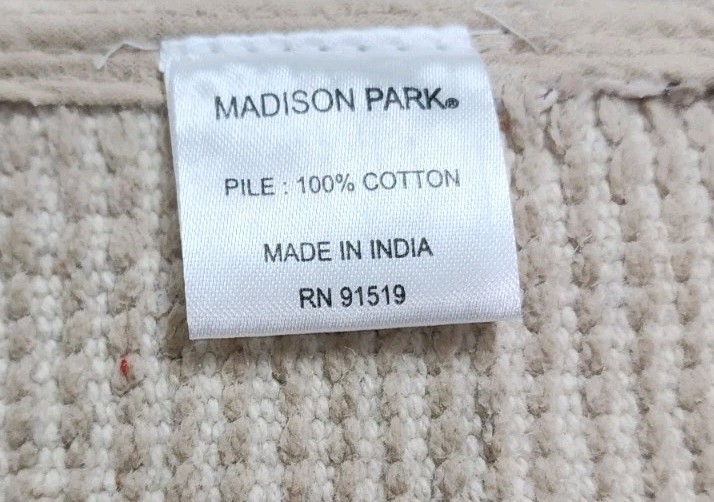 MADISON PARK®
PILE : 100% COTTON
MADE IN INDIA
RN 91519